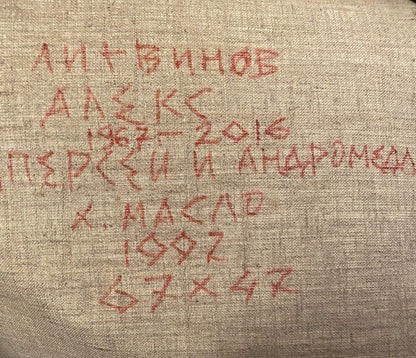 ЛИТВИНОВ
АЛЕКС
1967 – 2016
"ПЕРСЕЙ И АНДРОМЕДА
Х. МАСЛО
1997
67 х 47